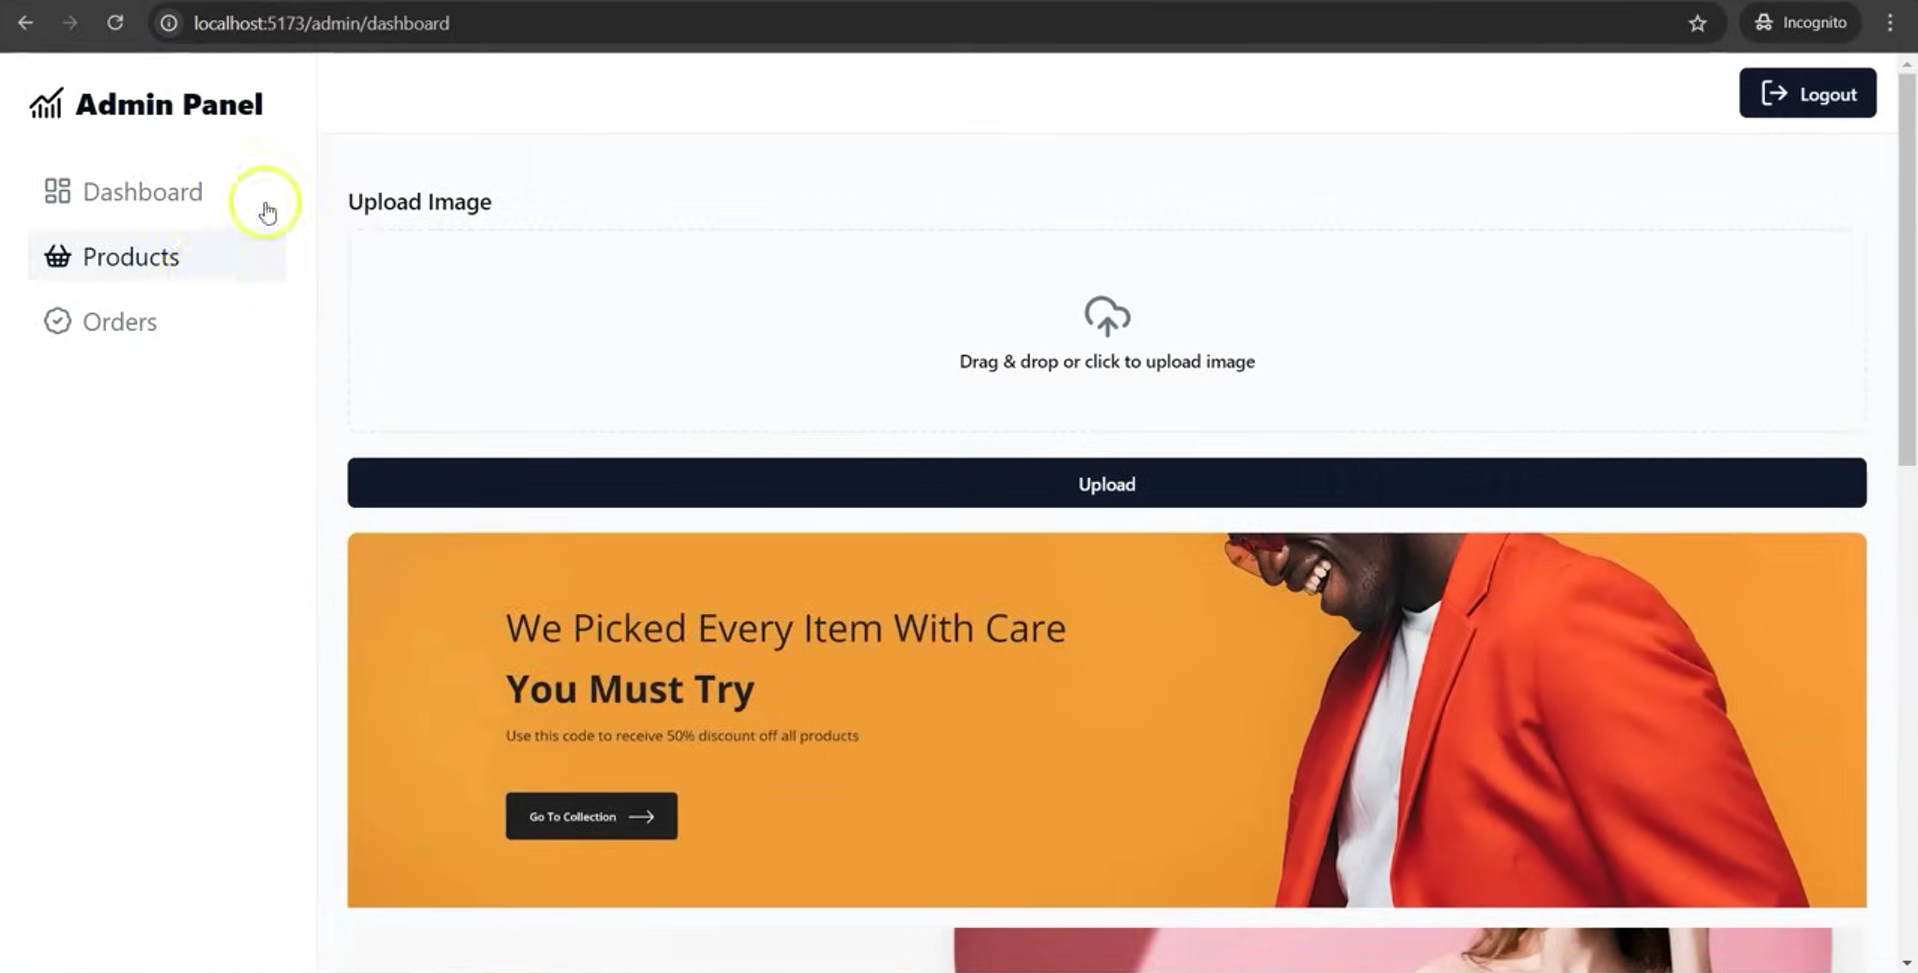 localhost:5173/admin/dashboard
Incognito
Admin Panel
Logout
Dashboard
Products
Orders
Upload Image
Drag & drop or click to upload image
Upload
We Picked Every Item With Care
You Must Try
Use this code to receive 50% discount off all products
Go To Collection